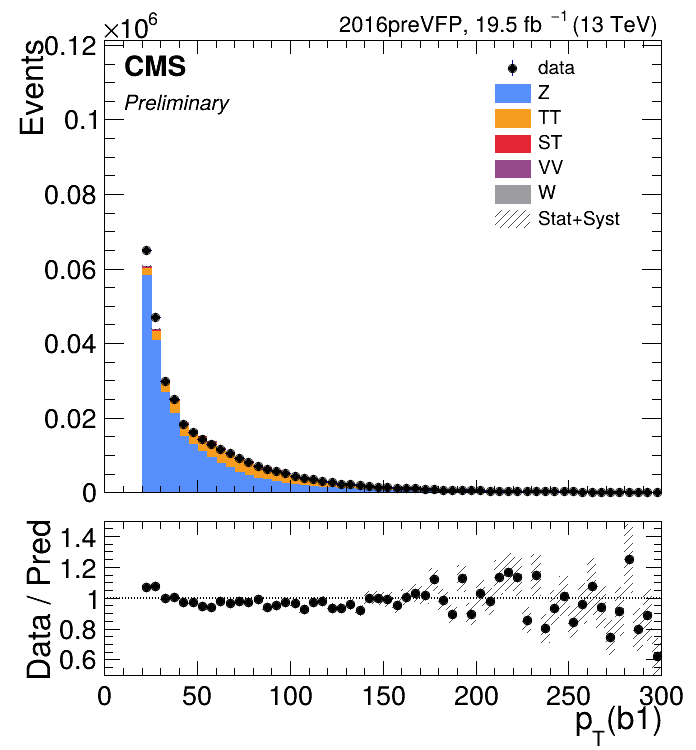 ×10^6
2016preVFP, 19.5 fb ^-1 (13 TeV)
CMS
Preliminary
Events
0.12
0.1
0.08
0.06
0.04
0.02
0
data
Z
TT
ST
VV
W
Stat+Syst
Data / Pred
1.4
1.2
1
0.8
0.6
0 50 100 150 200 250 300
p_T(b1)